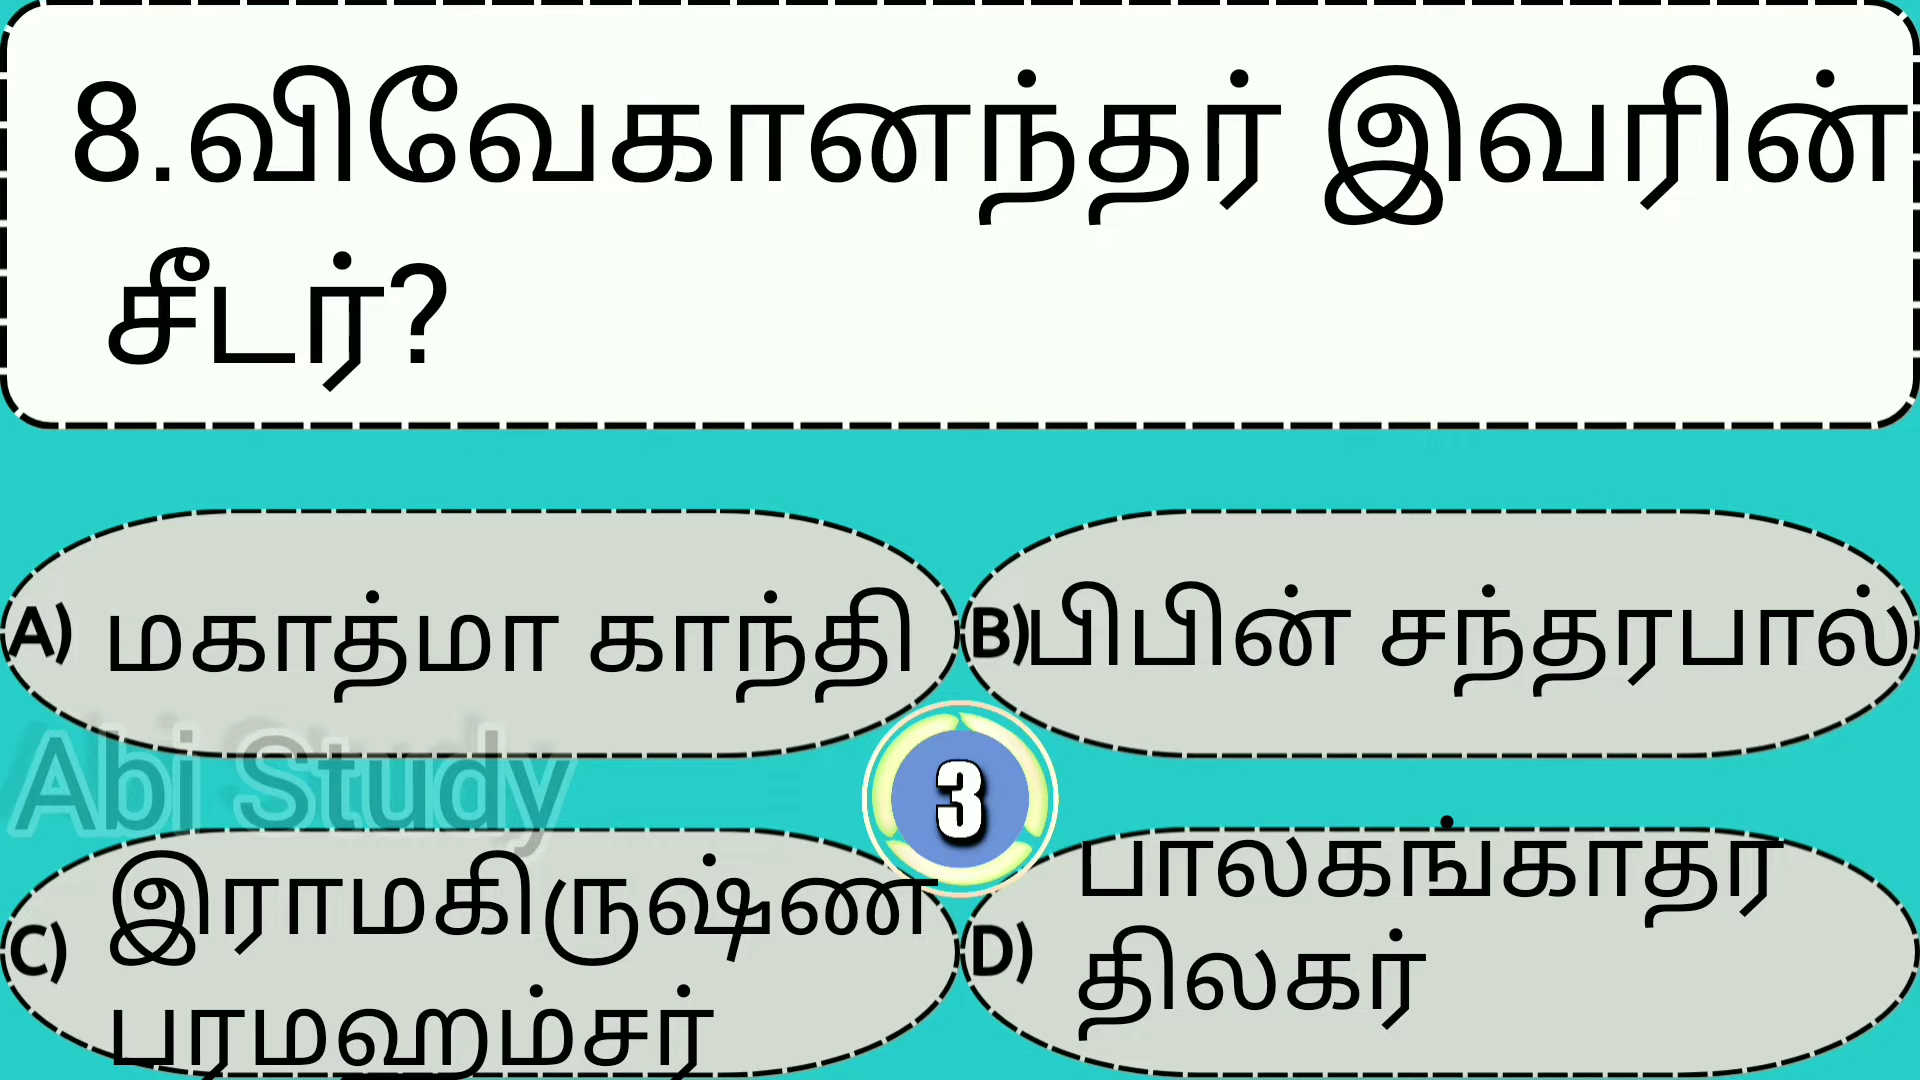 8.விவேகானந்தர் இவரின்
சீடர்?
A) மகாத்மா காந்தி
B)பிபின் சந்தரபால்
Abi Study
3
C) இராமகிருஷ்ண
பரமஹம்சர்
D) பாலகங்காதர
திலகர்